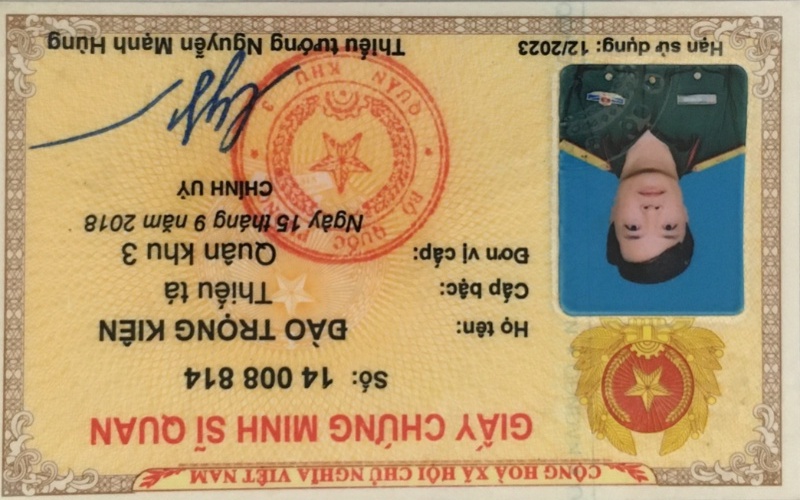 CỘNG HOÀ XÃ HỘI CHỦ NGHĨA VIỆT NAM
GIẤY CHỨNG MINH SĨ QUAN
Số: 14 008 814
Họ tên: ĐÀO TRỌNG KIÊN
Cấp bậc: Thiếu tá
Đơn vị cấp: Quân khu 3
Ngày 15 tháng 9 năm 2018
CHÍNH UỶ
BỘ QUỐC PHÒNG
QUÂN KHU 3
Hạn sử dụng: 12/2023
Thiếu tướng Nguyễn Mạnh Hùng